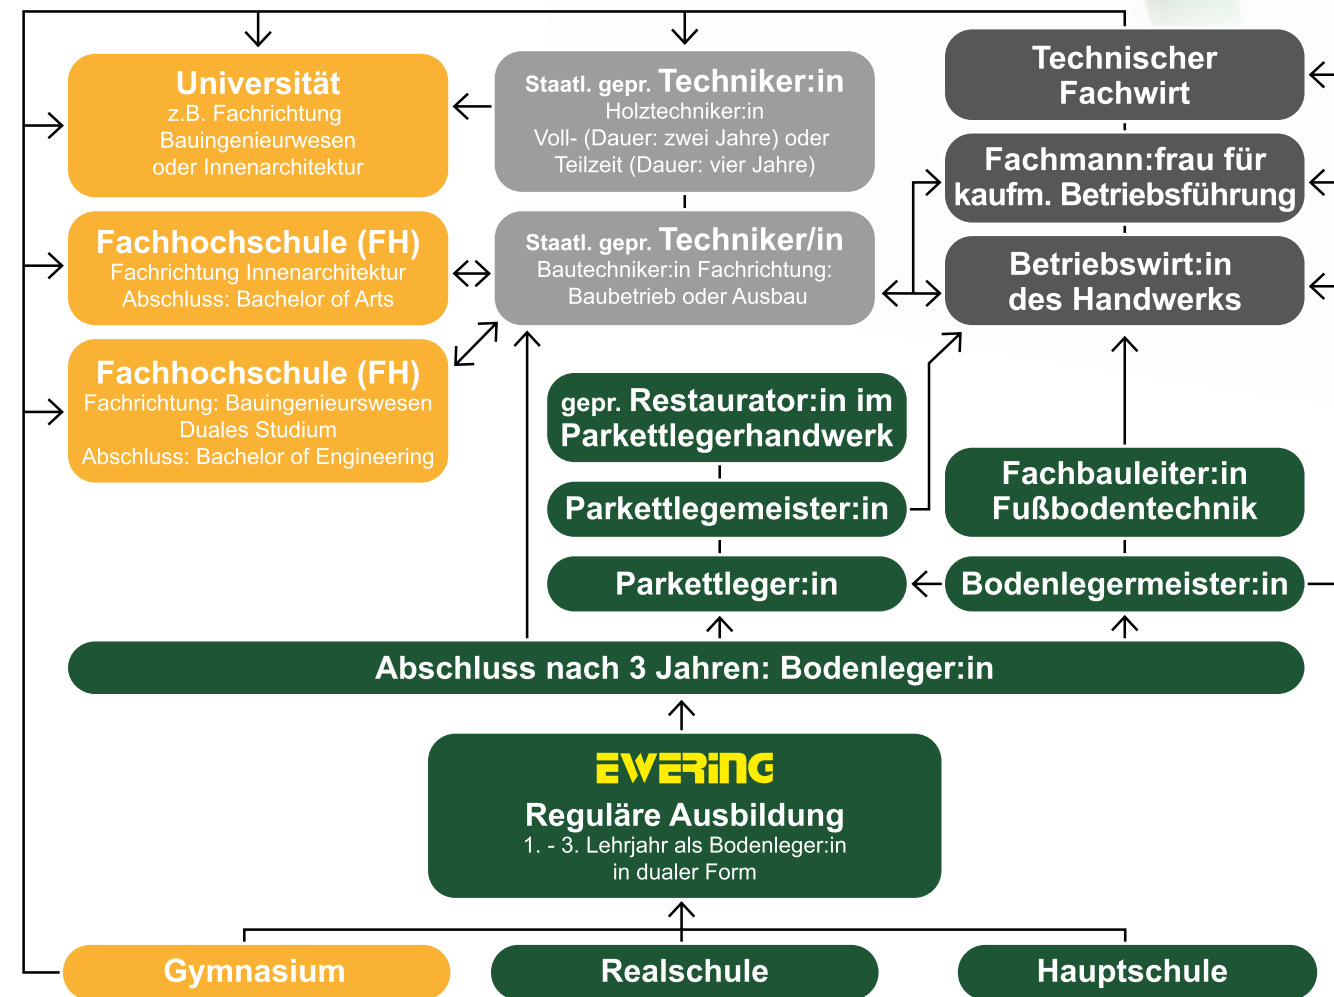 Universität
z.B. Fachrichtung
Bauingenieurwesen
oder Innenarchitektur
Staatl. gepr. Techniker:in
Holztechniker:in
Voll- (Dauer: zwei Jahre) oder
Teilzeit (Dauer: vier Jahre)
Technischer
Fachwirt
Fachmann:frau für
kaufm. Betriebsführung
Fachhochschule (FH)
Fachrichtung Innenarchitektur
Abschluss: Bachelor of Arts
Staatl. gepr. Techniker/in
Bautechniker:in Fachrichtung:
Baubetrieb oder Ausbau
Betriebswirt:in
des Handwerks
Fachhochschule (FH)
Fachrichtung: Bauingenieurswesen
Duales Studium
Abschluss: Bachelor of Engineering
gepr. Restaurator:in im
Parkettlegerhandwerk
Parkettlegemeister:in
Fachbauleiter:in
Fußbodentechnik
Parkettleger:in
Bodenlegermeister:in
Abschluss nach 3 Jahren: Bodenleger:in
EWERiNG
Reguläre Ausbildung
1. - 3. Lehrjahr als Bodenleger:in
in dualer Form
Gymnasium
Realschule
Hauptschule